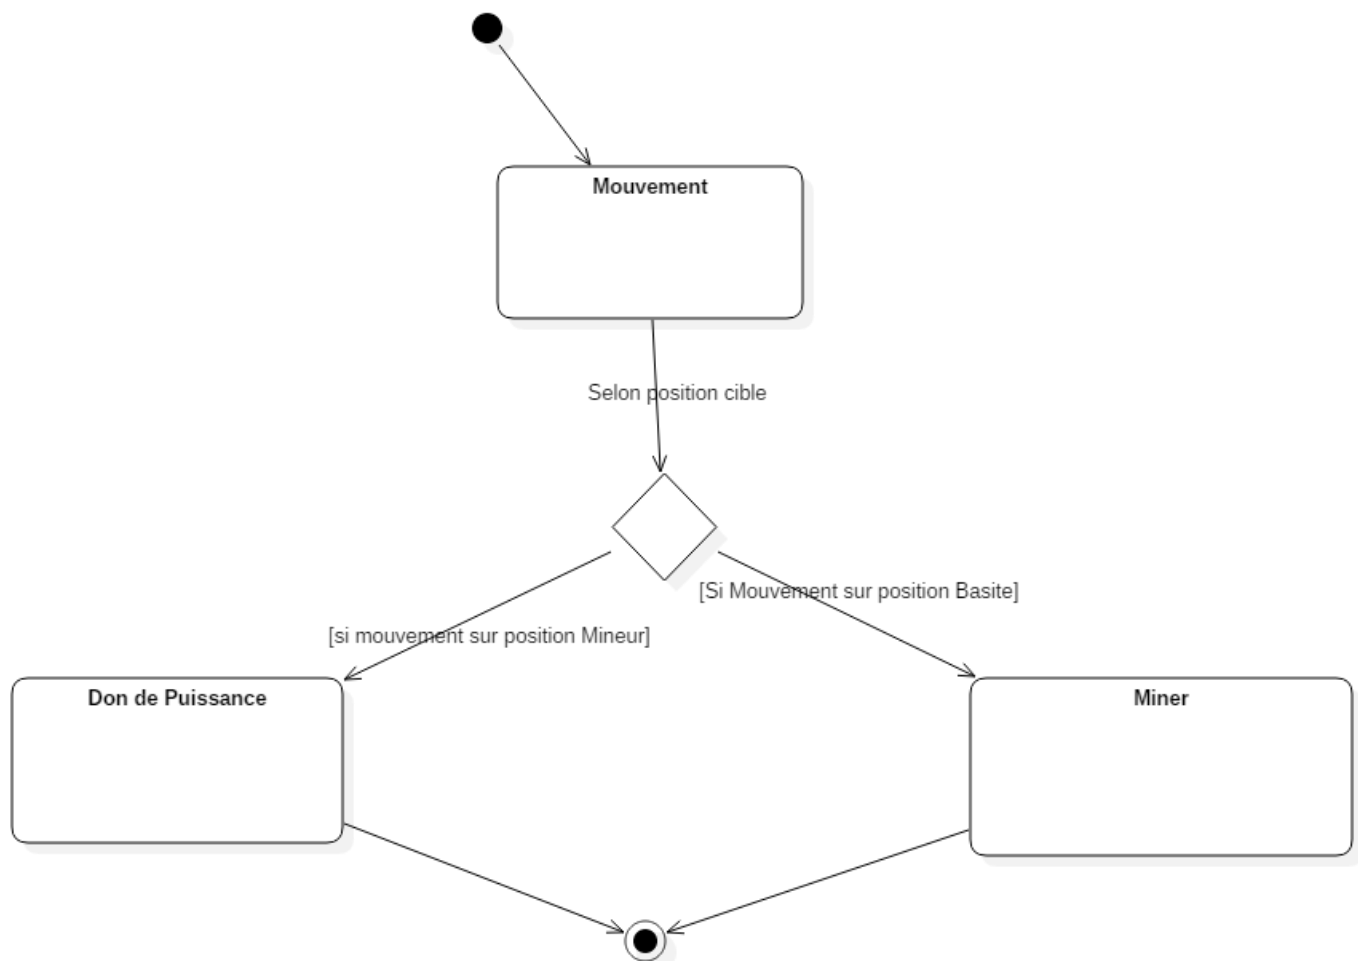 Mouvement
Selon position cible
[Si Mouvement sur position Basite]
[si mouvement sur position Mineur]
Don de Puissance
Miner